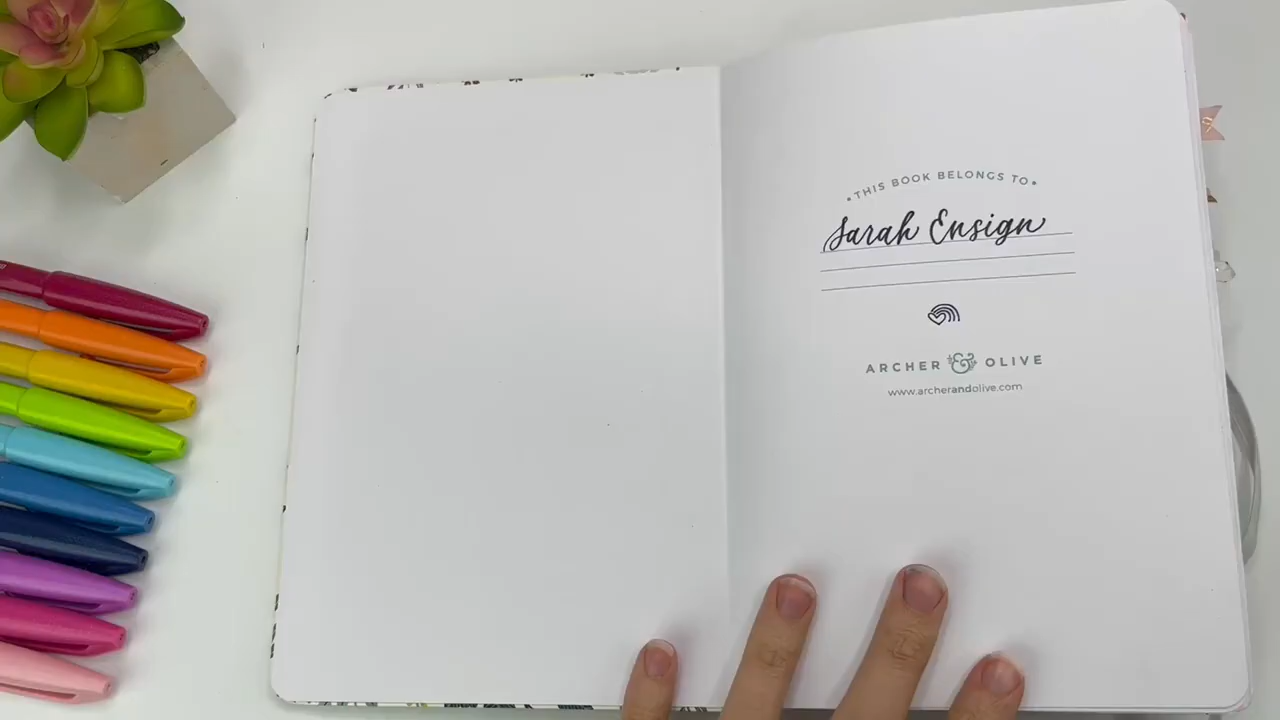 • THIS BOOK BELONGS TO •
Sarah Ensign
ARCHER & OLIVE
www.archerandolive.com